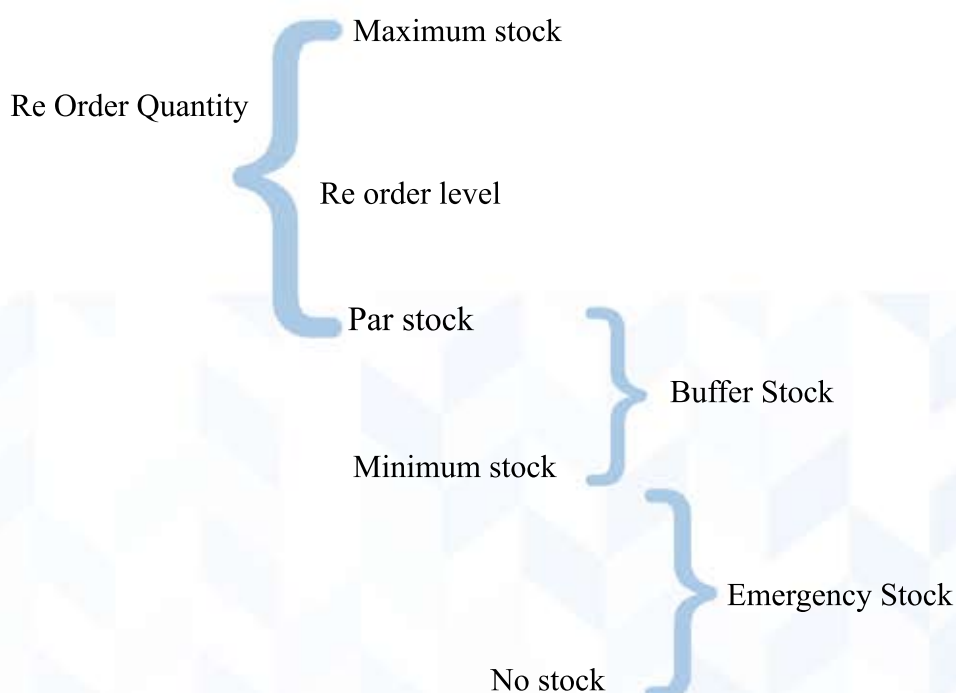 Maximum stock
Re Order Quantity
Re order level
Par stock
Buffer Stock
Minimum stock
Emergency Stock
No stock